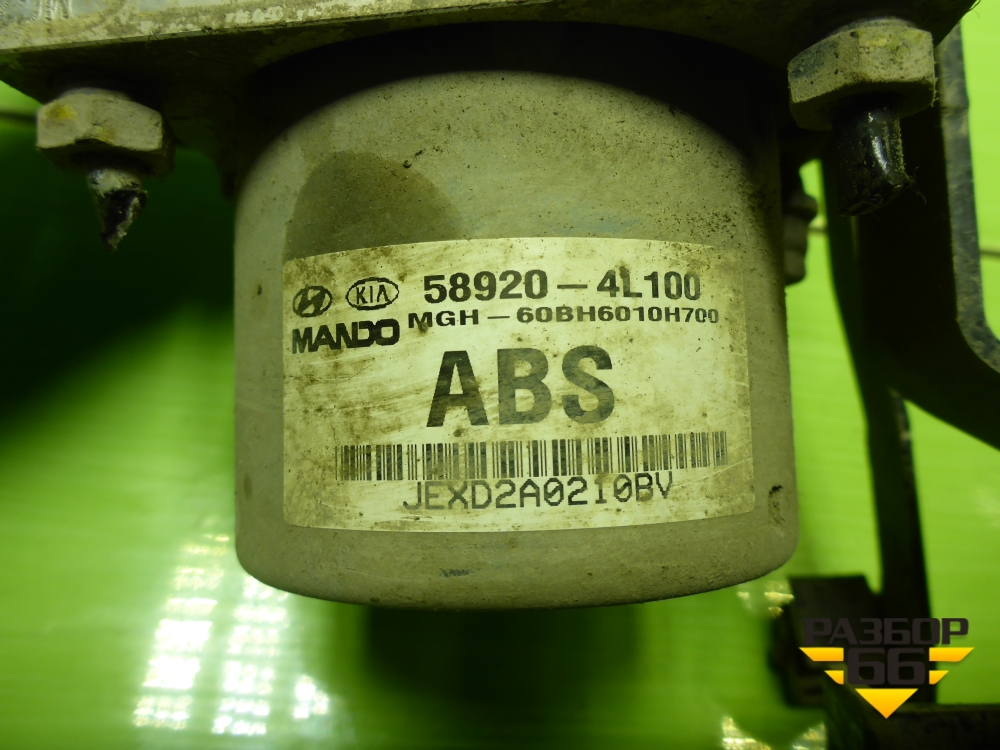 KIA 58920-4L100
MANDO MGH-60BH6010H700
ABS
JEXD2A0210BV
РАЗБОР
66